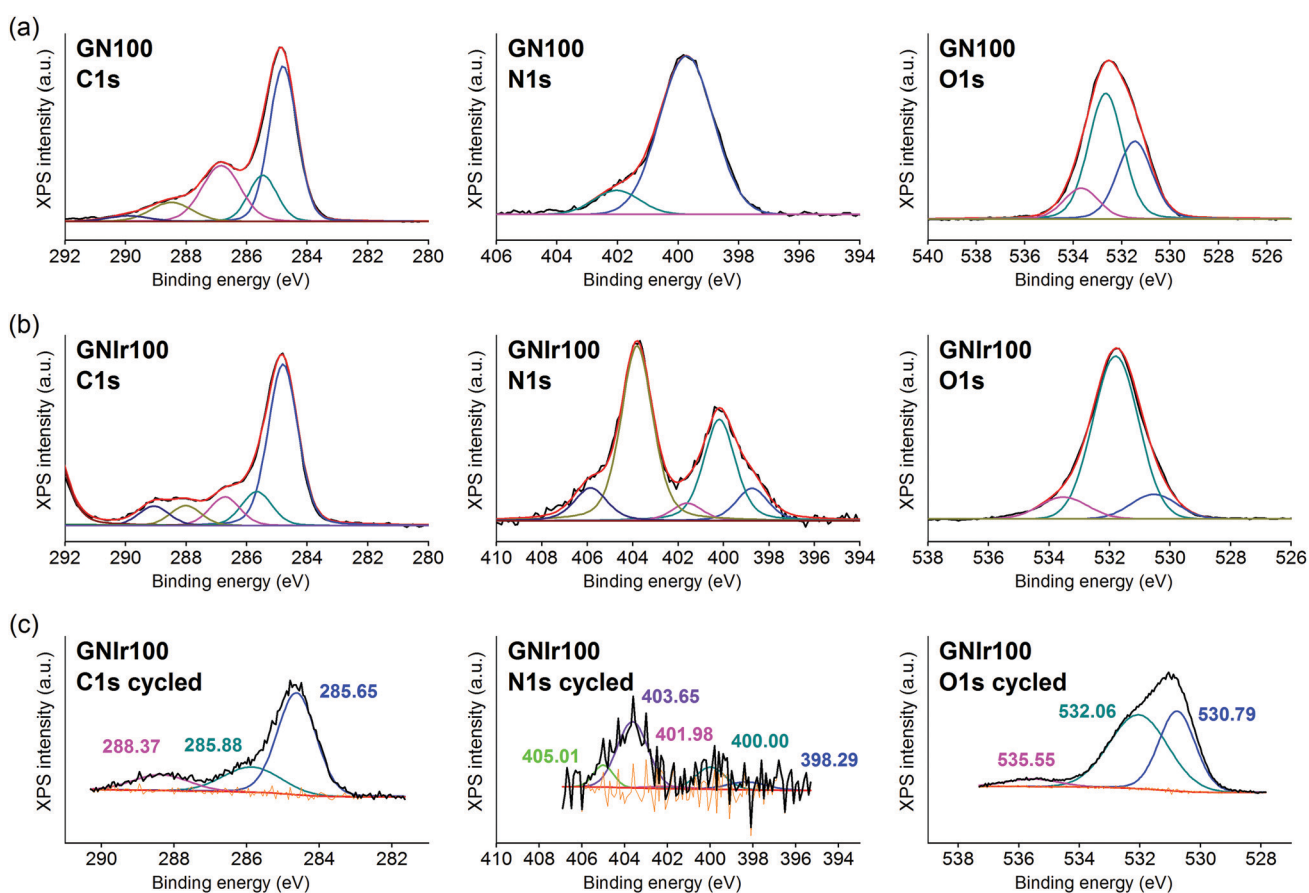 (a)
XPS intensity (a.u.)
GN100
C1s
292 290 288 286 284 282 280
Binding energy (eV)
XPS intensity (a.u.)
GN100
N1s
406 404 402 400 398 396 394
Binding energy (eV)
XPS intensity (a.u.)
GN100
O1s
540 538 536 534 532 530 528 526
Binding energy (eV)
(b)
XPS intensity (a.u.)
GNIr100
C1s
292 290 288 286 284 282 280
Binding energy (eV)
XPS intensity (a.u.)
GNIr100
N1s
410 408 406 404 402 400 398 396 394
Binding energy (eV)
XPS intensity (a.u.)
GNIr100
O1s
538 536 534 532 530 528 526
Binding energy (eV)
(c)
XPS intensity (a.u.)
GNIr100
C1s cycled
285.65
288.37
285.88
290 288 286 284 282
Binding energy (eV)
XPS intensity (a.u.)
GNIr100
N1s cycled
403.65
401.98
400.00
405.01
398.29
410 408 406 404 402 400 398 396 394
Binding energy (eV)
XPS intensity (a.u.)
GNIr100
O1s cycled
532.06
530.79
535.55
538 536 534 532 530 528
Binding energy (eV)